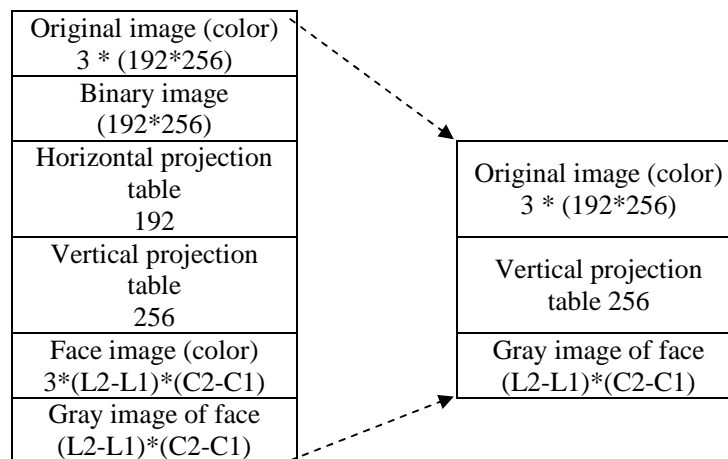 Original image (color)
3 * (192*256)
Binary image
(192*256)
Horizontal projection
table
192
Vertical projection
table
256
Face image (color)
3*(L2-L1)*(C2-C1)
Gray image of face
(L2-L1)*(C2-C1)
Original image (color)
3 * (192*256)
Vertical projection
table 256
Gray image of face
(L2-L1)*(C2-C1)